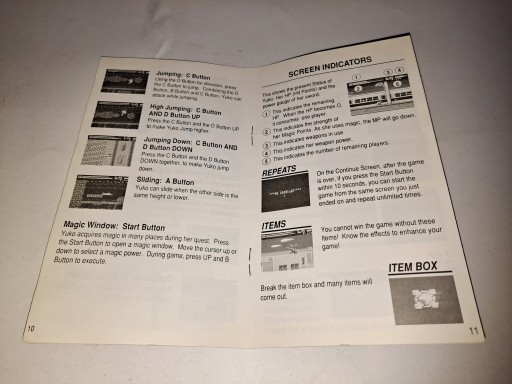 Jumping: C Button
Using the D Button for direction, press
the C Button to jump. Combining the D
Button, B Button and C Button, Yuko can
attack while jumping.
High Jumping: C Button
AND D Button UP
Press the C Button and the D Button UP
to make Yuko Jump higher.
Jumping Down: C Button AND
D Button DOWN
Press the C Button and the D Button
DOWN together, to make Yuko jump
down.
Sliding: A Button
Yuko can slide when the other side is the
same height or lower.
Magic Window: Start Button
Yuko acquires magic in many places during her quest. Press
the Start Button to open a magic window. Move the cursor up or
down to select a magic power. During game, press UP and B
Button to execute.
10
SCREEN INDICATORS
This shows the present Status of
Yuko: Her HP (Hit Points) and the
power gauge of her sword.
1 This indicates the remaining
HP. When the HP becomes O,
it consumes one player.
2 This indicates the strength of
her Magic Points. As she uses magic, the MP will go down.
3 This indicates weapons in use.
4 This indicates her weapon power.
5 This indicates the number of remaining players.
1 3 4
REPEATS
On the Continue Screen, after the game
is over, if you press the Start Button
within 10 seconds, you can start the
game from the same screen you just
ended on and repeat unlimited times.
ITEMS
You cannot win the game without these
Items! Know the effects to enhance your
game!
Break the item box and many items will
come out.
ITEM BOX
11